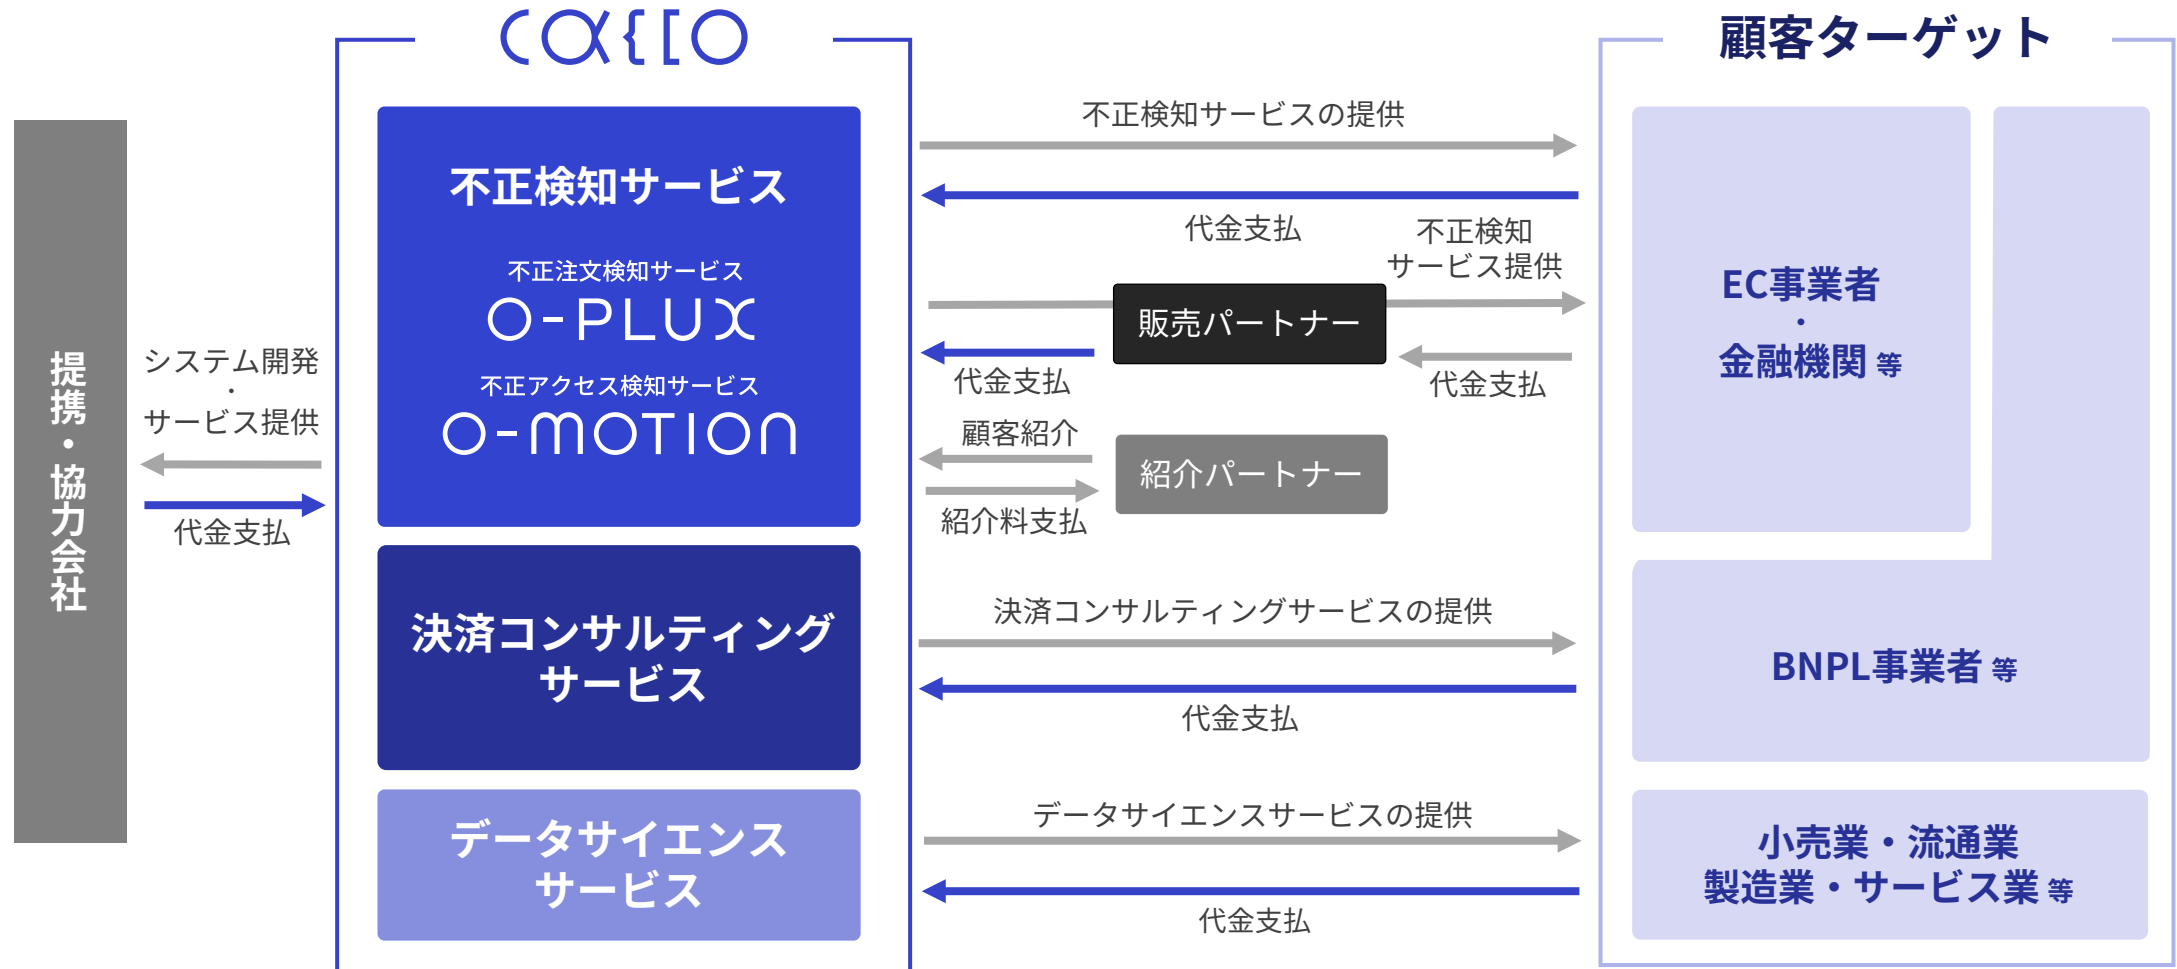 cacco
顧客ターゲット
提携・協力会社
システム開発
・
サービス提供
代金支払
不正検知サービス
不正注文検知サービス
O-PLUX
不正アクセス検知サービス
O-MOTION
決済コンサルティング
サービス
データサイエンス
サービス
不正検知サービスの提供
代金支払
不正検知
サービス提供
販売パートナー
代金支払
代金支払
顧客紹介
紹介パートナー
紹介料支払
決済コンサルティングサービスの提供
代金支払
データサイエンスサービスの提供
代金支払
EC事業者
・
金融機関 等
BNPL事業者 等
小売業・流通業
製造業・サービス業 等